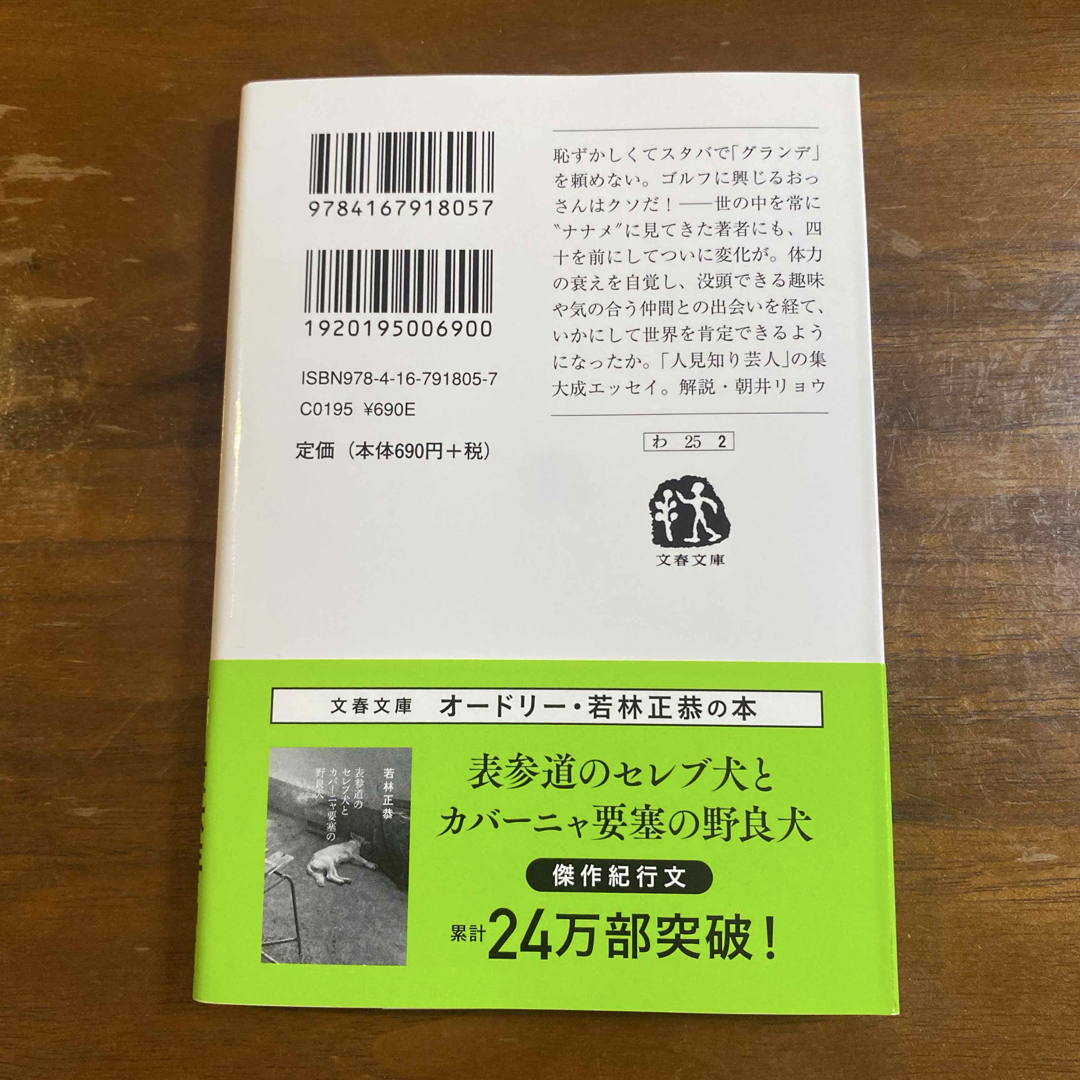 9784167918057
1920195006900
ISBN978-4-16-791805-7
C0195 ¥690E
定価（本体690円＋税）
恥ずかしくてスタバで「グランデ」
を頼めない。ゴルフに興じるおっ
さんはクソだ！――世の中を常に
〝ナナメ〟に見てきた著者にも、四
十を前にしてついに変化が。体力
の衰えを自覚し、没頭できる趣味
や気の合う仲間との出会いを経て、
いかにして世界を肯定できるよう
になったか。「人見知り芸人」の集
大成エッセイ。解説・朝井リョウ
わ 25 2
文春文庫
文春文庫 オードリー・若林正恭の本
若林正恭
表参道の
セレブ犬と
カバーニャ要塞の
野良犬
表参道のセレブ犬と
カバーニャ要塞の野良犬
傑作紀行文
累計24万部突破！